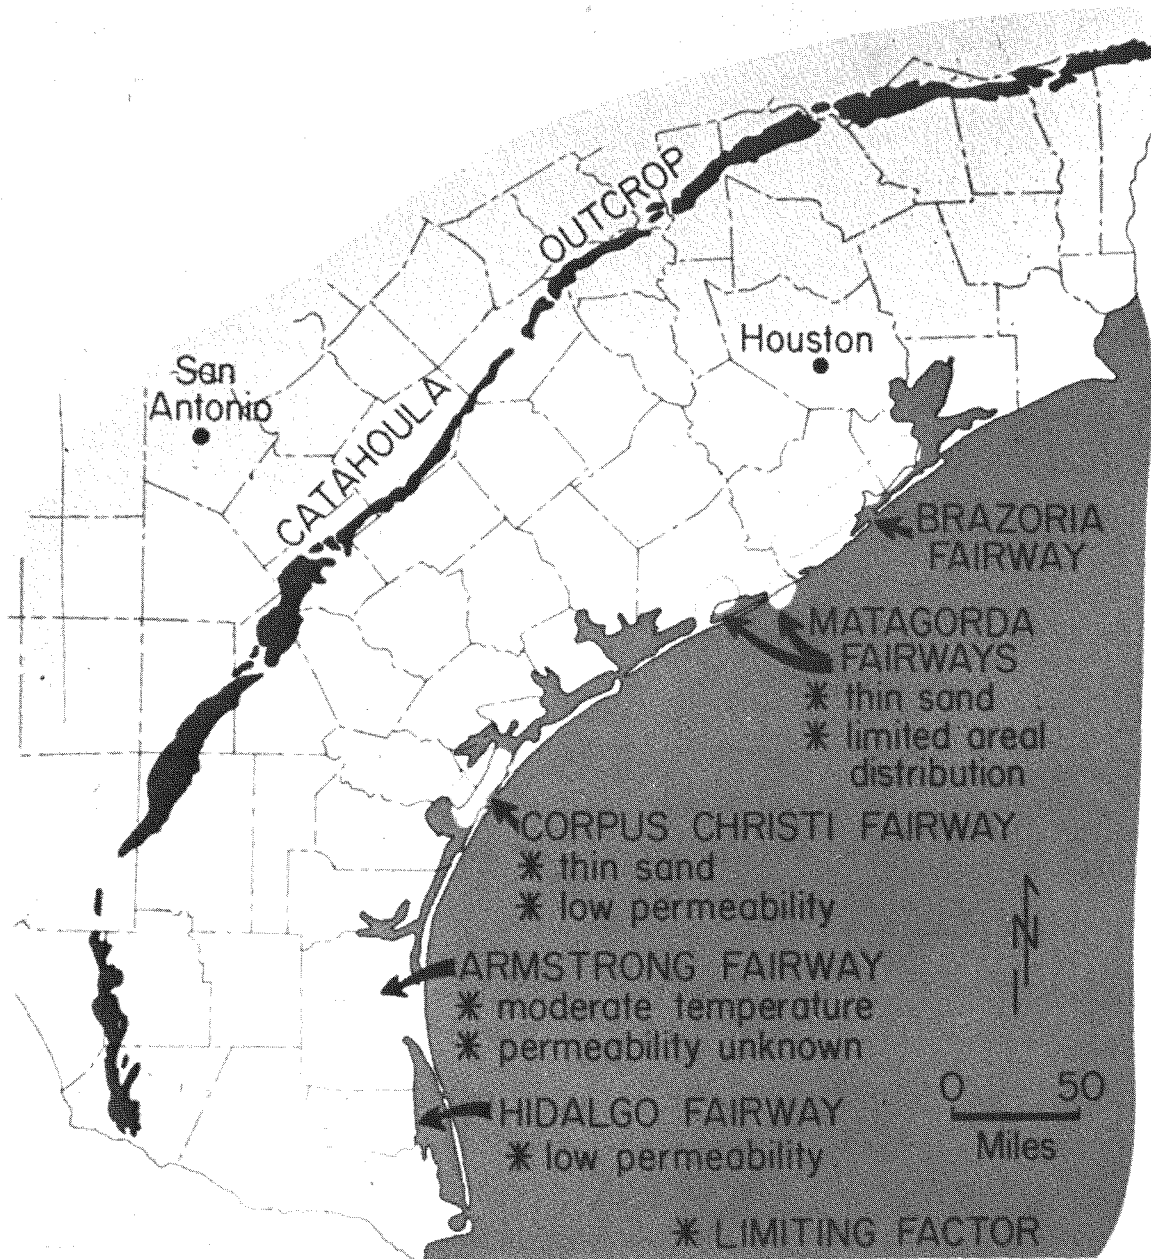 OUTCROP
Houston
San
Antonio
CATAHOULA
BRAZORIA
FAIRWAY
MATAGORDA
FAIRWAYS
* thin sand
* limited areal
distribution
CORPUS CHRISTI FAIRWAY
* thin sand
* low permeability
N
ARMSTRONG FAIRWAY
* moderate temperature
* permeability unknown
0 50
Miles
HIDALGO FAIRWAY
* low permeability
* LIMITING FACTOR